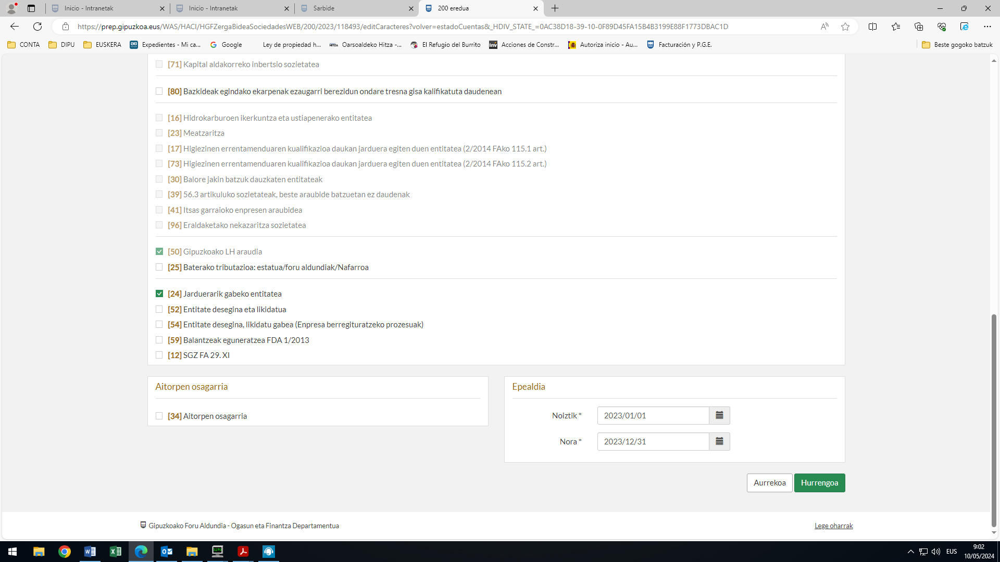 Inicio - Intranetak
Inicio - Intranetak
Sarbide
200 eredua
https://prep.gipuzkoa.eus/WAS/HACI/HGFZergaBideaSociedadesWEB/200/2023/118493/editCaracteres?volver=estadoCuentas&_HDIV_STATE_=0AC38D18-39-10-0F89D45FA15B4B3199E88F1773DBAC1D
CONTA
DIPU
EUSKERA
Expedientes - Mi ca...
Google
Ley de propiedad h...
Oarsoaldeko Hitza -...
El Refugio del Burrito
Acciones de Constr...
Autoriza inicio - Au...
Facturación y P.G.E.
Beste gogoko batzuk
[71] Kapital aldakorreko inbertsio sozietatea
[80] Bazkideak egindako ekarpenak ezaugarri berezidun ondare tresna gisa kalifikatuta daudenean
[16] Hidrokarburoen ikerkuntza eta ustiapenerako entitatea
[23] Meatzaritza
[17] Higiezinen errentamenduaren kualifikazioa daukan jarduera egiten duen entitatea (2/2014 FAko 115.1 art.)
[73] Higiezinen errentamenduaren kualifikazioa daukan jarduera egiten duen entitatea (2/2014 FAko 115.2 art.)
[30] Balore jakin batzuk dauzkaten entitateak
[39] 56.3 artikuluko sozietateak, beste araubide batzuetan ez daudenak
[41] Itsas garraioko enpresen araubidea
[96] Eraldaketako nekazaritza sozietatea
[50] Gipuzkoako LH araudia
[25] Baterako tributazioa: estatua/foru aldundiak/Nafarroa
[24] Jarduerarik gabeko entitatea
[52] Entitate desegina eta likidatua
[54] Entitate desegina, likidatu gabea (Enpresa berregituratzeko prozesuak)
[59] Balantzeak eguneratzea FDA 1/2013
[12] SGZ FA 29. XI
Aitorpen osagarria
[34] Aitorpen osagarria
Epealdia
Noiztik * 2023/01/01
Nora * 2023/12/31
Aurrekoa
Hurrengoa
Gipuzkoako Foru Aldundia - Ogasun eta Finantza Departamentua
Lege oharrak
EUS
9:02
10/05/2024